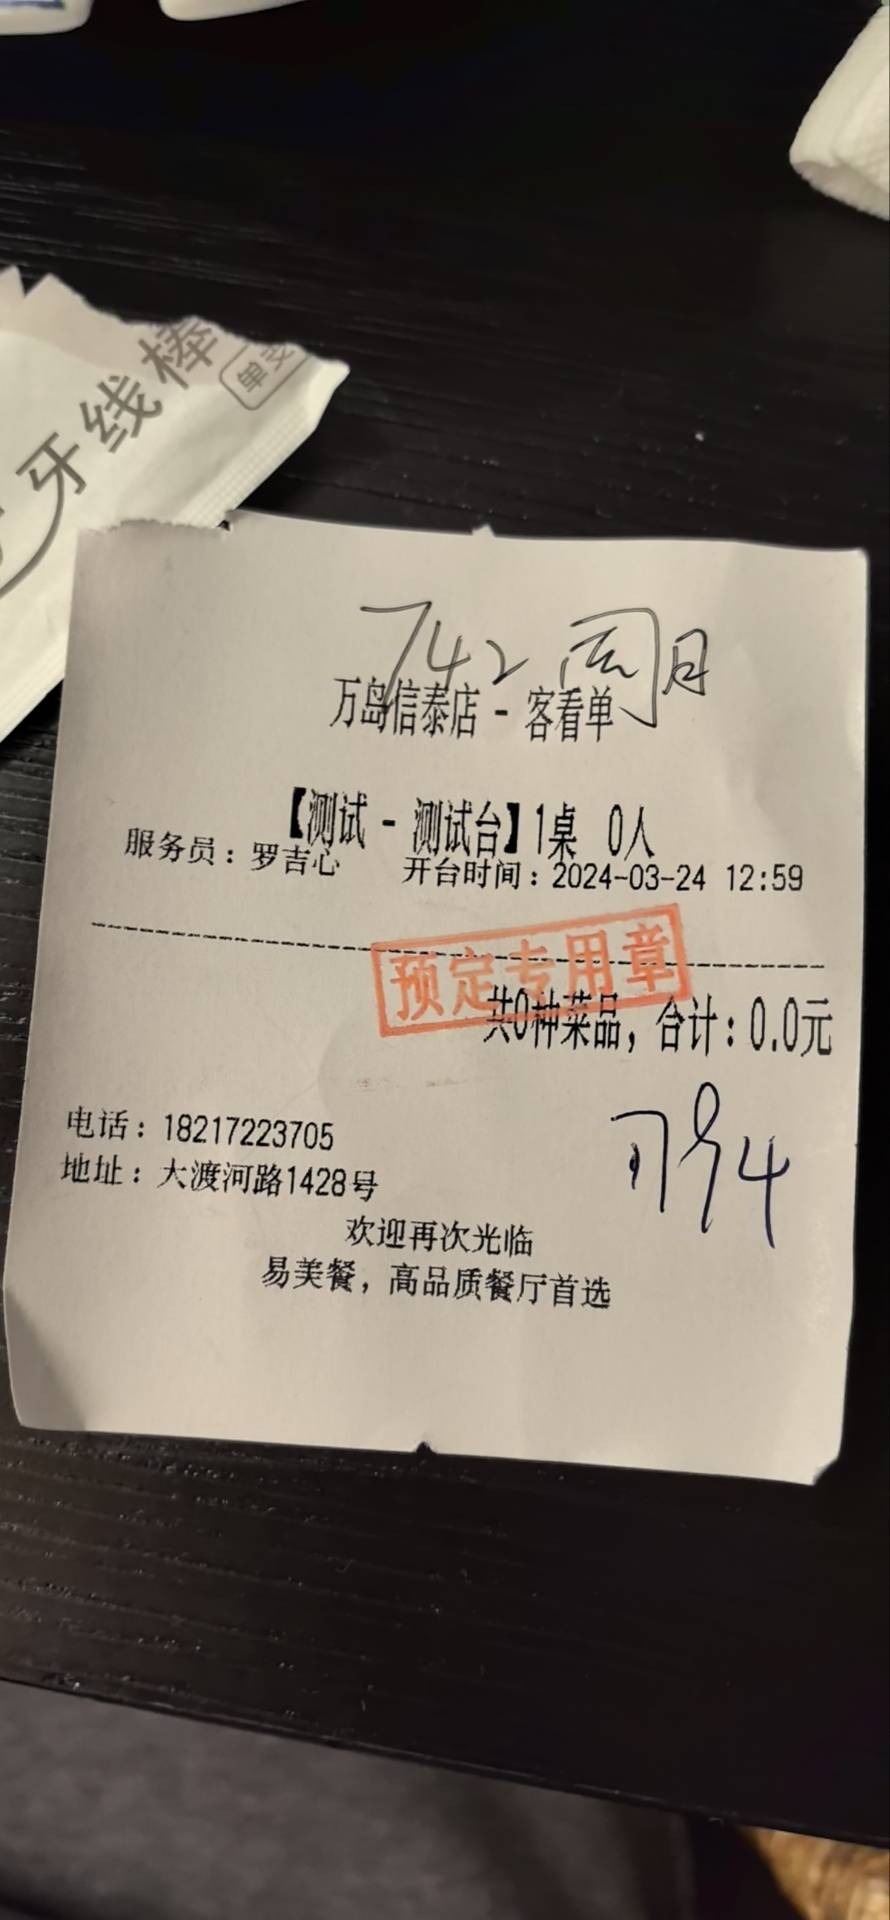 牙线棒
742
万岛信泰店 - 客看单
【测试 - 测试台】1桌 0人
服务员：罗吉心 开台时间：2024-03-24 12:59
预定专用章
共0种菜品，合计：0.0元
电话：18217223705
地址：大渡河路1428号
欢迎再次光临
易美餐，高品质餐厅首选